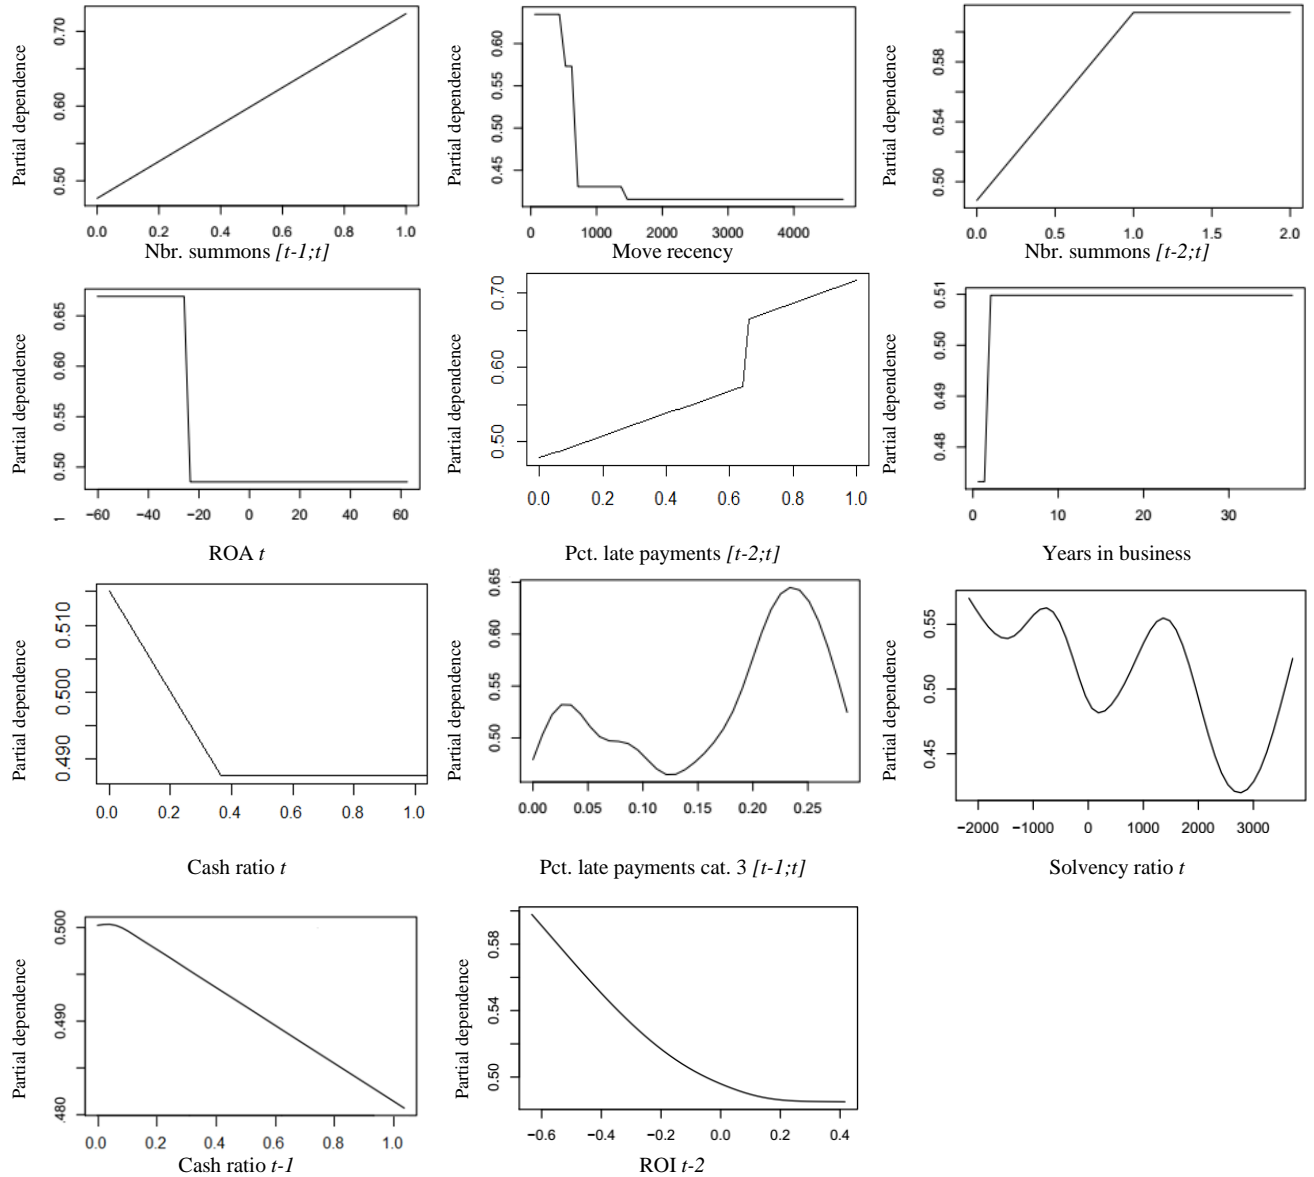 Partial dependence
0.50 0.60 0.70
0.0 0.2 0.4 0.6 0.8 1.0
Nbr. summons [t-1;t]
Partial dependence
0.45 0.50 0.55 0.60
0 1000 2000 3000 4000
Move recency
Partial dependence
0.50 0.54 0.58
0.0 0.5 1.0 1.5 2.0
Nbr. summons [t-2;t]
Partial dependence
1 0.50 0.55 0.60 0.65
−60 −40 −20 0 20 40 60
ROA t
Partial dependence
0.50 0.60 0.70
0.0 0.2 0.4 0.6 0.8 1.0
Pct. late payments [t-2;t]
Partial dependence
0.48 0.49 0.50 0.51
0 10 20 30
Years in business
Partial dependence
0.490 0.500 0.510
0.0 0.2 0.4 0.6 0.8 1.0
Cash ratio t
Partial dependence
0.50 0.55 0.60 0.65
0.00 0.05 0.10 0.15 0.20 0.25
Pct. late payments cat. 3 [t-1;t]
Partial dependence
0.45 0.50 0.55
−2000 −1000 0 1000 2000 3000
Solvency ratio t
Partial dependence
.480 0.490 0.500
0.0 0.2 0.4 0.6 0.8 1.0
Cash ratio t-1
Partial dependence
0.50 0.54 0.58
−0.6 −0.4 −0.2 0.0 0.2 0.4
ROI t-2